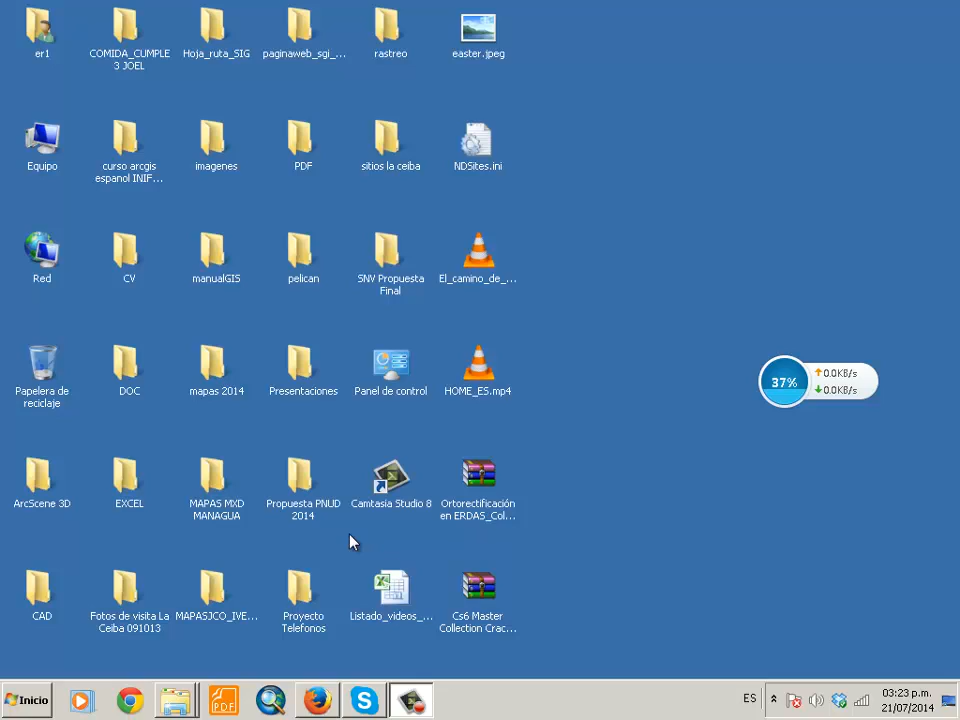 er1
COMIDA_CUMPLE
3 JOEL
Hoja_ruta_SIG
paginaweb_sgi_...
rastreo
easter.jpeg
Equipo
curso arcgis
espanol INIF...
imagenes
PDF
sitios la ceiba
NDSites.ini
Red
CV
manualGIS
pelican
SNV Propuesta
Final
El_camino_de_...
Papelera de
reciclaje
DOC
mapas 2014
Presentaciones
Panel de control
HOME_ES.mp4
37%
0.0KB/s
0.0KB/s
ArcScene 3D
EXCEL
MAPAS MXD
MANAGUA
Propuesta PNUD
2014
Camtasia Studio 8
Ortorectificación
en ERDAS_Col...
CAD
Fotos de visita La
Ceiba 091013
MAPASJCO_IVE...
Proyecto
Telefonos
Listado_videos_...
Cs6 Master
Collection Crac...
Inicio
PDF
ES
03:23 p.m.
21/07/2014